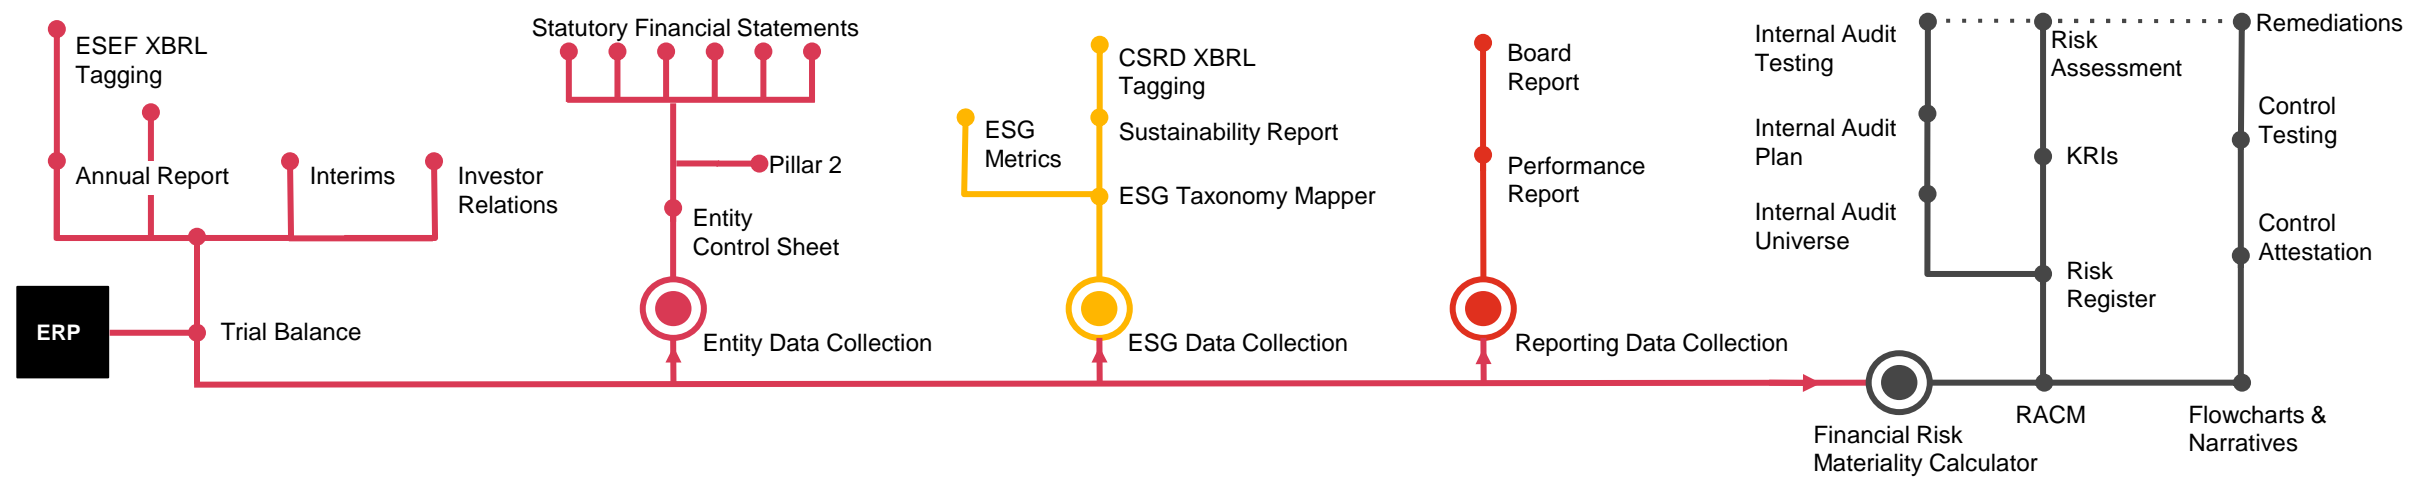 ESEF XBRL
Tagging
Annual Report
Interims
Investor
Relations
ERP
Trial Balance
Statutory Financial Statements
Pillar 2
Entity
Control Sheet
Entity Data Collection
CSRD XBRL
Tagging
ESG
Metrics
Sustainability Report
ESG Taxonomy Mapper
ESG Data Collection
Board
Report
Performance
Report
Reporting Data Collection
Internal Audit
Testing
Internal Audit
Plan
Internal Audit
Universe
Risk
Assessment
KRIs
Risk
Register
Remediations
Control
Testing
Control
Attestation
RACM
Flowcharts &
Narratives
Financial Risk
Materiality Calculator